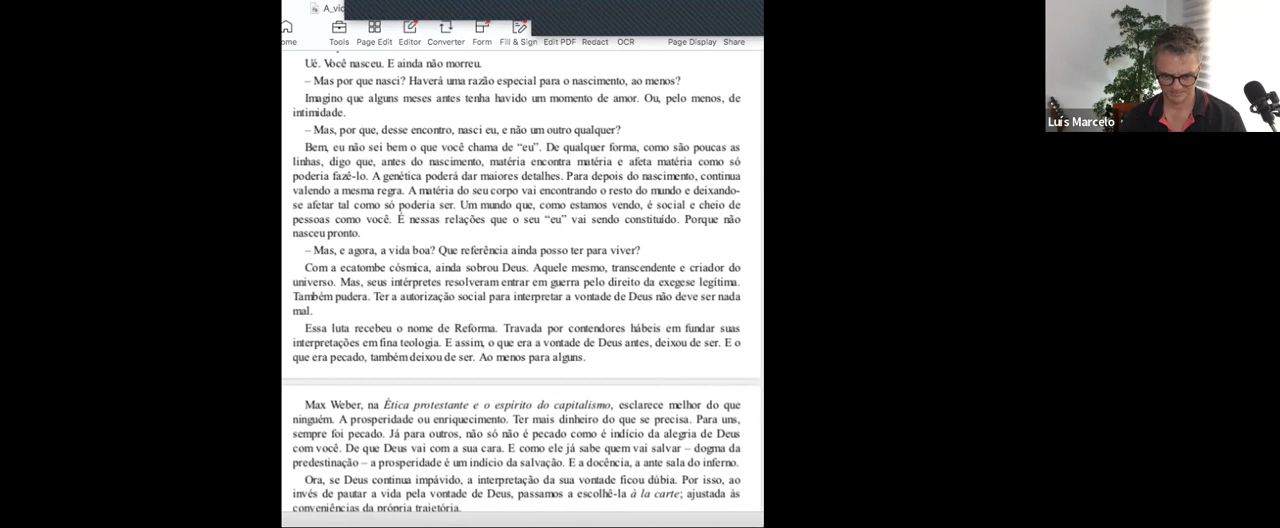 A_vi
ome Tools Page Edit Editor Converter Form Fill & Sign Edit PDF Redact OCR Page Display Share
Luís Marcelo
Ué. Você nasceu. E ainda não morreu.
– Mas por que nasci? Haverá uma razão especial para o nascimento, ao menos?
Imagino que alguns meses antes tenha havido um momento de amor. Ou, pelo menos, de
intimidade.
– Mas, por que, desse encontro, nasci eu, e não um outro qualquer?
Bem, eu não sei bem o que você chama de “eu”. De qualquer forma, como são poucas as
linhas, digo que, antes do nascimento, matéria encontra matéria e afeta matéria como só
poderia fazê-lo. A genética poderá dar maiores detalhes. Para depois do nascimento, continua
valendo a mesma regra. A matéria do seu corpo vai encontrando o resto do mundo e deixando-
se afetar tal como só poderia ser. Um mundo que, como estamos vendo, é social e cheio de
pessoas como você. É nessas relações que o seu “eu” vai sendo constituído. Porque não
nasceu pronto.
– Mas, e agora, a vida boa? Que referência ainda posso ter para viver?
Com a ecatombe cósmica, ainda sobrou Deus. Aquele mesmo, transcendente e criador do
universo. Mas, seus intérpretes resolveram entrar em guerra pelo direito da exegese legítima.
Também pudera. Ter a autorização social para interpretar a vontade de Deus não deve ser nada
mal.
Essa luta recebeu o nome de Reforma. Travada por contendores hábeis em fundar suas
interpretações em fina teologia. E assim, o que era a vontade de Deus antes, deixou de ser. E o
que era pecado, também deixou de ser. Ao menos para alguns.
Max Weber, na Ética protestante e o espírito do capitalismo, esclarece melhor do que
ninguém. A prosperidade ou enriquecimento. Ter mais dinheiro do que se precisa. Para uns,
sempre foi pecado. Já para outros, não só não é pecado como é indício da alegria de Deus
com você. De que Deus vai com a sua cara. E como ele já sabe quem vai salvar – dogma da
predestinação – a prosperidade é um indício da salvação. E a docência, a ante sala do inferno.
Ora, se Deus continua impávido, a interpretação da sua vontade ficou dúbia. Por isso, ao
invés de pautar a vida pela vontade de Deus, passamos a escolhê-la à la carte; ajustada às
conveniências da própria trajetória.